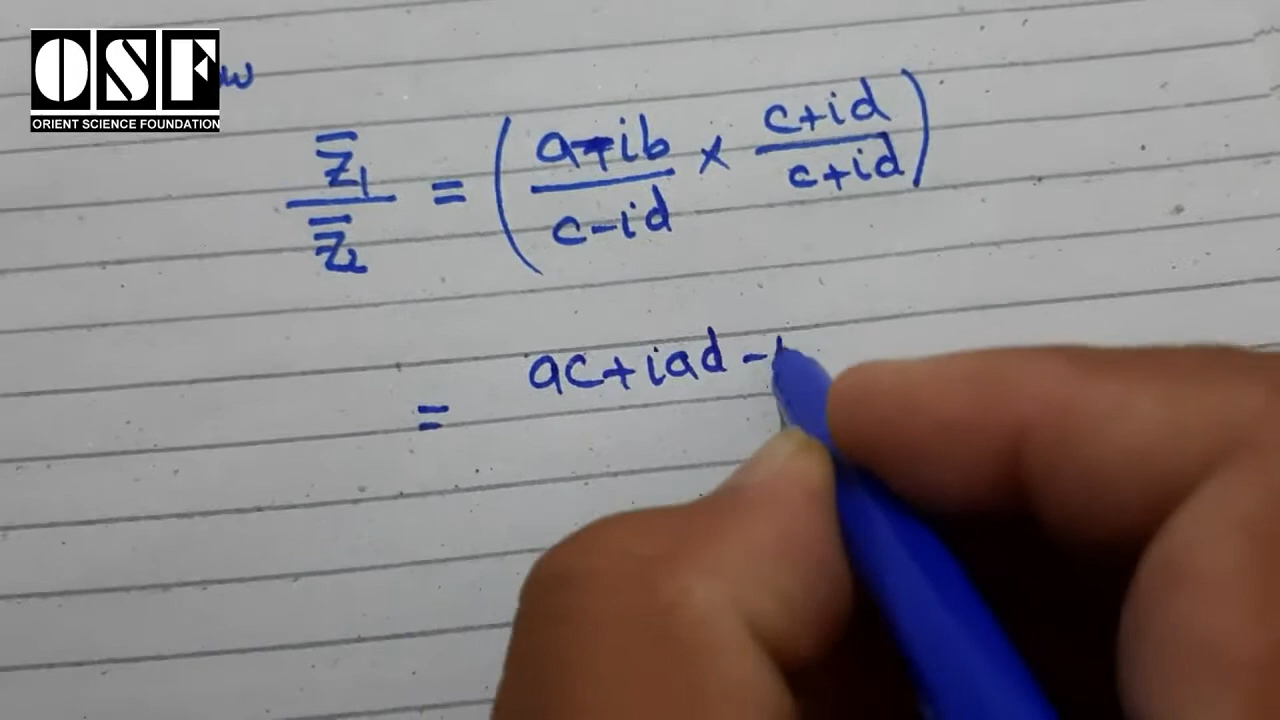 OSF
ORIENT SCIENCE FOUNDATION
z̄₁/z̄₂ = ( a-ib/c-id × c+id/c+id )
= ac+iad -